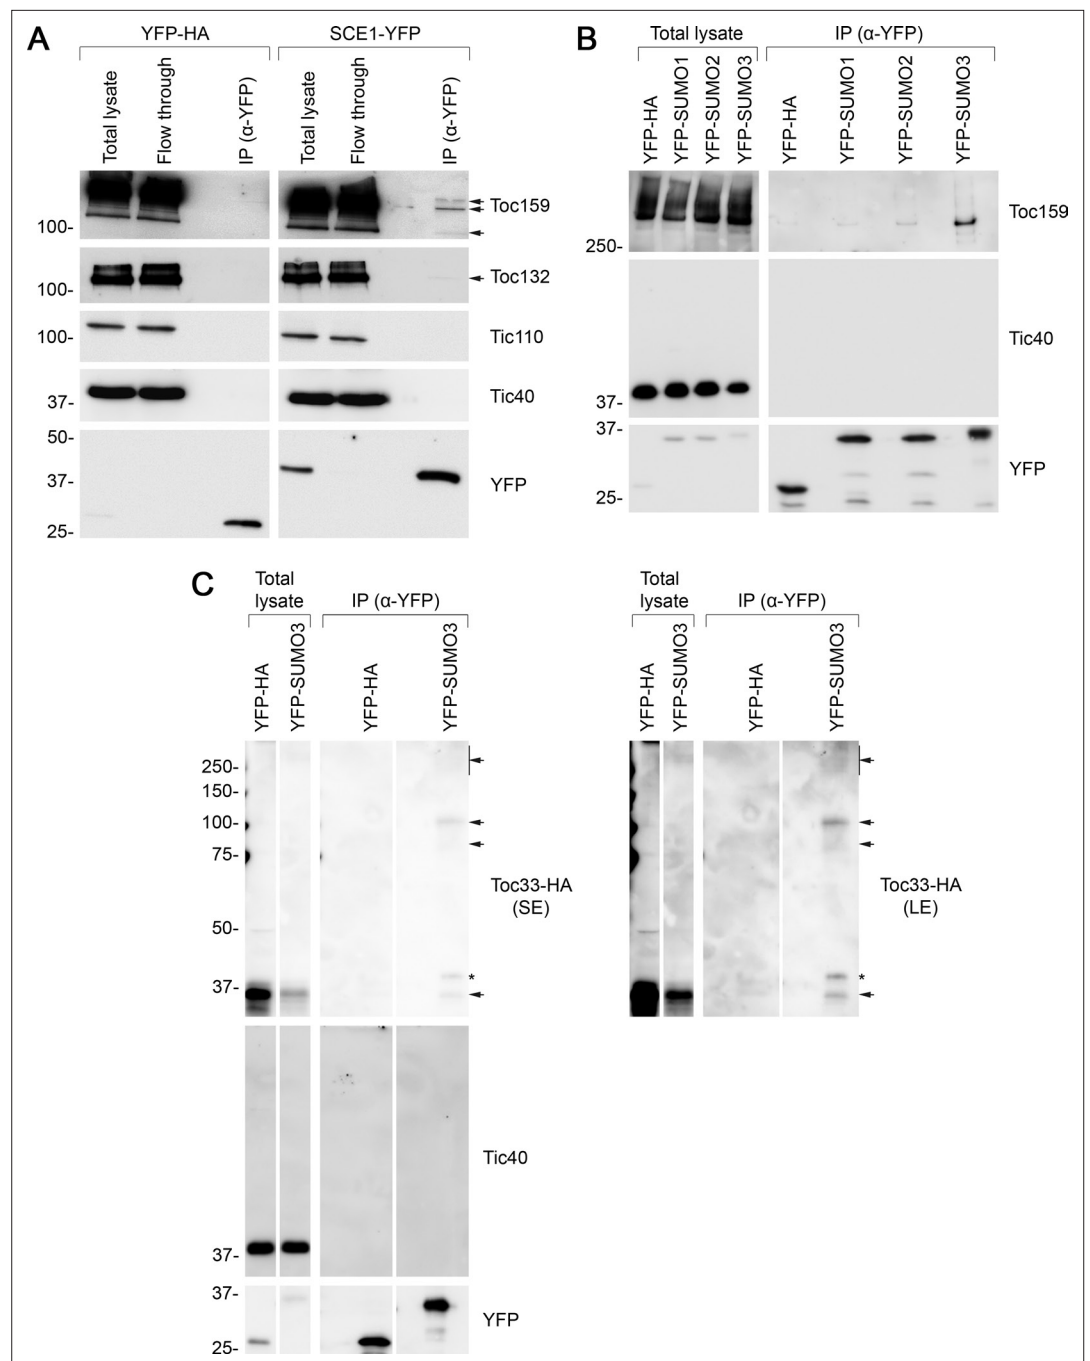 A
YFP-HA
SCE1-YFP
Total lysate
Flow through
IP (α-YFP)
Total lysate
Flow through
IP (α-YFP)
100-
Toc159
100-
Toc132
100-
Tic110
37-
Tic40
50-
37-
25-
YFP
B
Total lysate
IP (α-YFP)
YFP-HA
YFP-SUMO1
YFP-SUMO2
YFP-SUMO3
YFP-HA
YFP-SUMO1
YFP-SUMO2
YFP-SUMO3
250-
Toc159
37-
Tic40
37-
25-
YFP
C
Total
lysate
IP (α-YFP)
YFP-HA
YFP-SUMO3
YFP-HA
YFP-SUMO3
250-
150-
100-
75-
50-
37-
*
Toc33-HA
(SE)
37-
Tic40
37-
25-
YFP
Total
lysate
IP (α-YFP)
YFP-HA
YFP-SUMO3
YFP-HA
YFP-SUMO3
*
Toc33-HA
(LE)